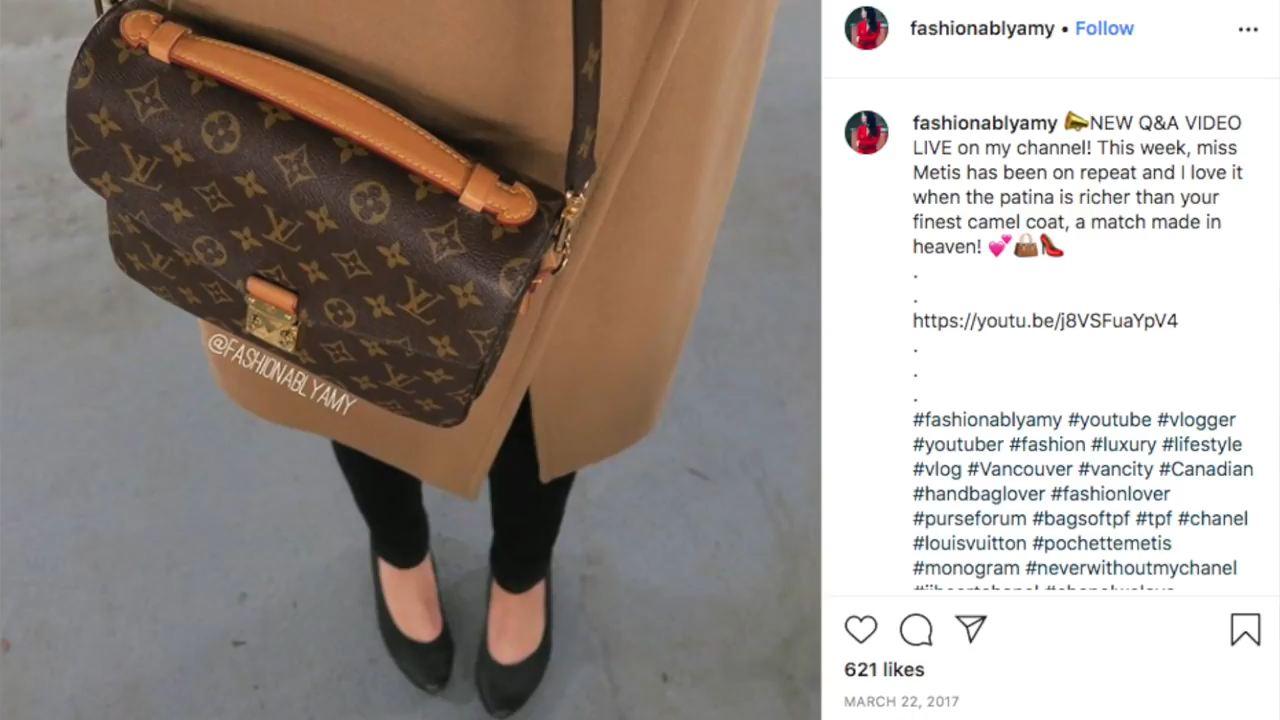 @FASHIONABLYAMY
fashionablyamy • Follow
fashionablyamy 📣NEW Q&A VIDEO
LIVE on my channel! This week, miss
Metis has been on repeat and I love it
when the patina is richer than your
finest camel coat, a match made in
heaven! 💕👜👠
.
.
https://youtu.be/j8VSFuaYpV4
.
.
.
#fashionablyamy #youtube #vlogger
#youtuber #fashion #luxury #lifestyle
#vlog #Vancouver #vancity #Canadian
#handbaglover #fashionlover
#purseforum #bagsoftpf #tpf #chanel
#louisvuitton #pochettemetis
#monogram #neverwithoutmychanel
621 likes
MARCH 22, 2017